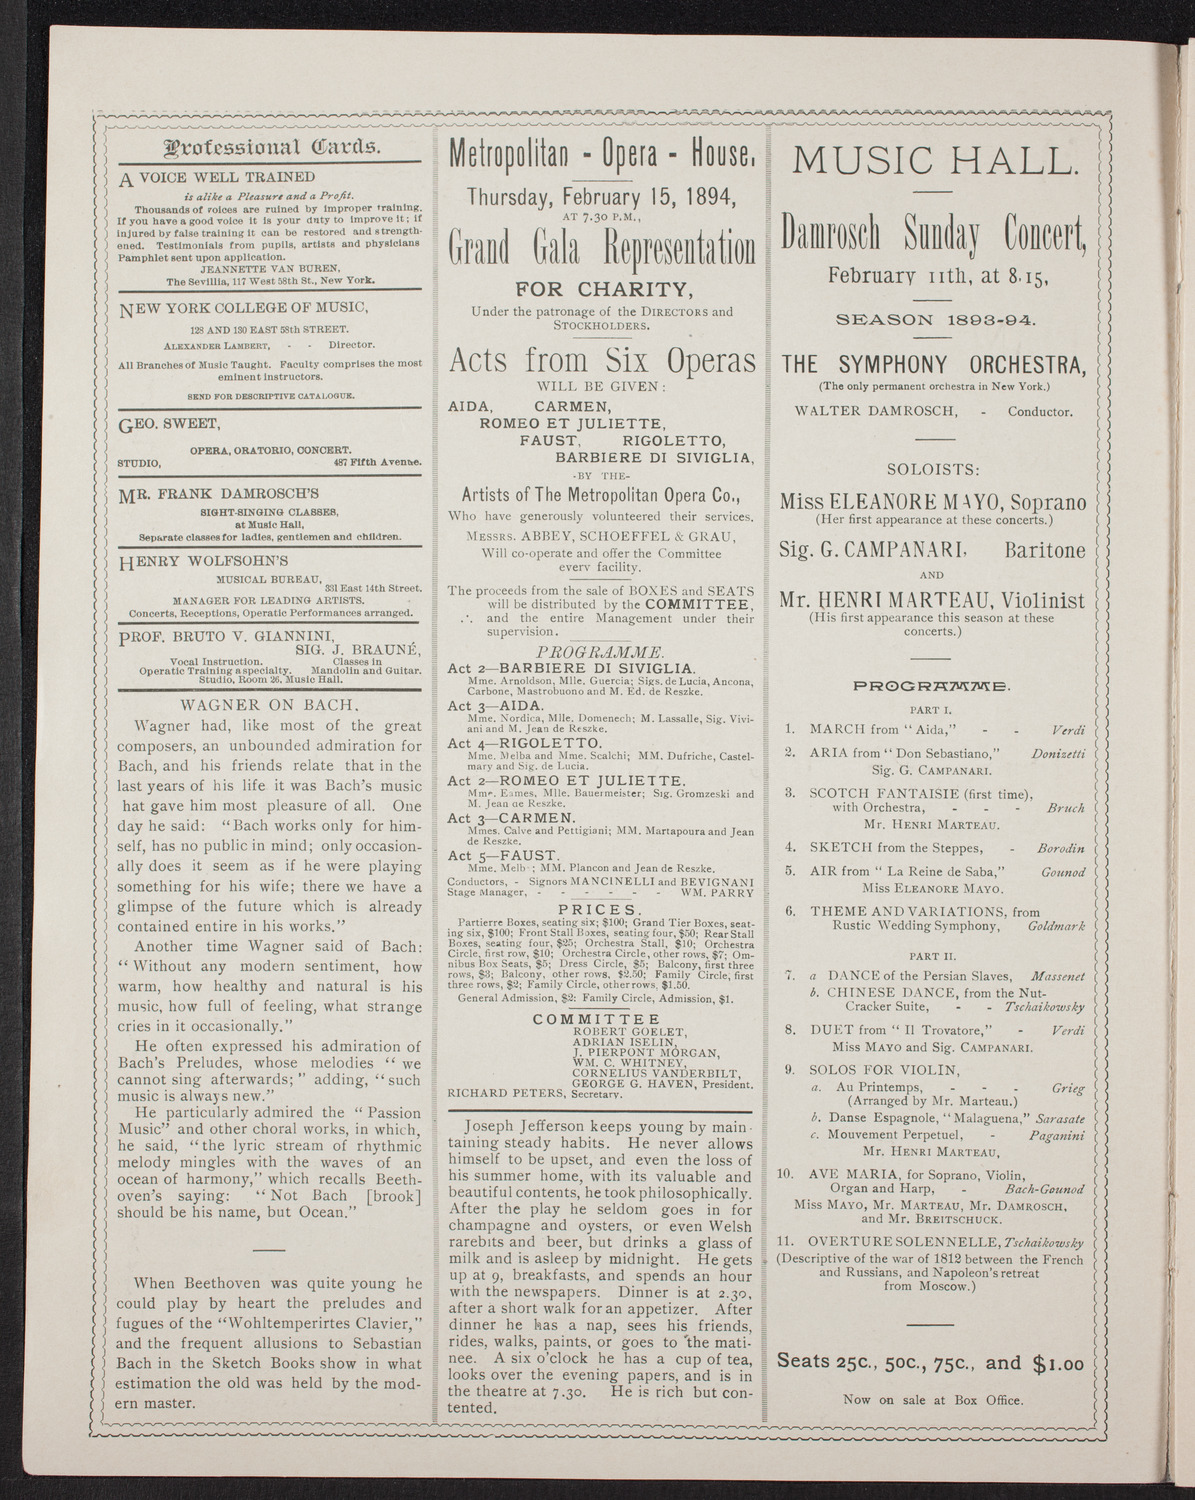 Professional Cards.
A VOICE WELL TRAINED
is alike a Pleasure and a Profit.
Thousands of voices are ruined by improper training.
If you have a good voice it is your duty to improve it; if
injured by false training it can be restored and strength-
ened. Testimonials from pupils, artists and physicians
Pamphlet sent upon application.
JEANNETTE VAN BUREN,
The Sevillia, 117 West 58th St., New York.
NEW YORK COLLEGE OF MUSIC,
128 AND 130 EAST 58th STREET.
ALEXANDER LAMBERT, - - Director.
All Branches of Music Taught. Faculty comprises the most
eminent instructors.
SEND FOR DESCRIPTIVE CATALOGUE.
GEO. SWEET,
OPERA, ORATORIO, CONCERT.
STUDIO, 487 Fifth Avenue.
MR. FRANK DAMROSCH'S
SIGHT-SINGING CLASSES,
at Music Hall,
Separate classes for ladies, gentlemen and children.
HENRY WOLFSOHN'S
MUSICAL BUREAU,
331 East 14th Street.
MANAGER FOR LEADING ARTISTS.
Concerts, Receptions, Operatic Performances arranged.
PROF. BRUTO V. GIANNINI,
SIG. J. BRAUNÉ,
Vocal Instruction. Classes in
Operatic Training a specialty. Mandolin and Guitar.
Studio, Room 26, Music Hall.
WAGNER ON BACH.
Wagner had, like most of the great
composers, an unbounded admiration for
Bach, and his friends relate that in the
last years of his life it was Bach's music
hat gave him most pleasure of all. One
day he said: "Bach works only for him-
self, has no public in mind; only occasion-
ally does it seem as if he were playing
something for his wife; there we have a
glimpse of the future which is already
contained entire in his works."
Another time Wagner said of Bach:
"Without any modern sentiment, how
warm, how healthy and natural is his
music, how full of feeling, what strange
cries in it occasionally."
He often expressed his admiration of
Bach's Preludes, whose melodies "we
cannot sing afterwards;" adding, "such
music is always new."
He particularly admired the "Passion
Music" and other choral works, in which,
he said, "the lyric stream of rhythmic
melody mingles with the waves of an
ocean of harmony," which recalls Beeth-
oven's saying: "Not Bach [brook]
should be his name, but Ocean."
When Beethoven was quite young he
could play by heart the preludes and
fugues of the "Wohltemperirtes Clavier,"
and the frequent allusions to Sebastian
Bach in the Sketch Books show in what
estimation the old was held by the mod-
ern master.
Metropolitan - Opera - House.
Thursday, February 15, 1894,
AT 7.30 P.M.,
Grand Gala Representation
FOR CHARITY,
Under the patronage of the DIRECTORS and
STOCKHOLDERS.
Acts from Six Operas
WILL BE GIVEN:
AIDA, CARMEN,
ROMEO ET JULIETTE,
FAUST, RIGOLETTO,
BARBIERE DI SIVIGLIA,
-BY THE-
Artists of The Metropolitan Opera Co.,
Who have generously volunteered their services.
MESSRS. ABBEY, SCHOEFFEL & GRAU,
Will co-operate and offer the Committee
every facility.
The proceeds from the sale of BOXES and SEATS
will be distributed by the COMMITTEE,
∴ and the entire Management under their
supervision.
PROGRAMME.
Act 2—BARBIERE DI SIVIGLIA.
Mme. Arnoldson, Mlle. Guercia; Sigs. de Lucia, Ancona,
Carbone, Mastrobuono and M. Ed. de Reszke.
Act 3—AIDA.
Mme. Nordica, Mlle. Domenech; M. Lassalle, Sig. Vivi-
ani and M. Jean de Reszke.
Act 4—RIGOLETTO.
Mme. Melba and Mme. Scalchi; MM. Dufriche, Castel-
mary and Sig. de Lucia.
Act 2—ROMEO ET JULIETTE.
Mme. Eames, Mlle. Bauermeister; Sig. Gromzeski and
M. Jean de Reszke.
Act 3—CARMEN.
Mmes. Calve and Pettigiani; MM. Martapoura and Jean
de Reszke.
Act 5—FAUST.
Mme. Melb ; MM. Plancon and Jean de Reszke.
Conductors, - Signors MANCINELLI and BEVIGNANI
Stage Manager, - - - - - - WM. PARRY
PRICES.
Partierre Boxes, seating six; $100; Grand Tier Boxes, seat-
ing six, $100; Front Stall Boxes, seating four, $50; Rear Stall
Boxes, seating four, $25; Orchestra Stall, $10; Orchestra
Circle, first row, $10; Orchestra Circle, other rows, $7; Om-
nibus Box Seats, $5; Dress Circle, $5; Balcony, first three
rows, $3; Balcony, other rows, $2.50; Family Circle, first
three rows, $2; Family Circle, other rows, $1.50.
General Admission, $2: Family Circle, Admission, $1.
COMMITTEE
ROBERT GOELET,
ADRIAN ISELIN,
J. PIERPONT MORGAN,
WM. C. WHITNEY,
CORNELIUS VANDERBILT,
GEORGE G. HAVEN, President.
RICHARD PETERS, Secretary.
Joseph Jefferson keeps young by main-
taining steady habits. He never allows
himself to be upset, and even the loss of
his summer home, with its valuable and
beautiful contents, he took philosophically.
After the play he seldom goes in for
champagne and oysters, or even Welsh
rarebits and beer, but drinks a glass of
milk and is asleep by midnight. He gets
up at 9, breakfasts, and spends an hour
with the newspapers. Dinner is at 2.30,
after a short walk for an appetizer. After
dinner he has a nap, sees his friends,
rides, walks, paints, or goes to the mati-
nee. A six o'clock he has a cup of tea,
looks over the evening papers, and is in
the theatre at 7.30. He is rich but con-
tented.
MUSIC HALL.
Damrosch Sunday Concert,
February 11th, at 8.15,
SEASON 1893-94.
THE SYMPHONY ORCHESTRA,
(The only permanent orchestra in New York.)
WALTER DAMROSCH, - Conductor.
SOLOISTS:
Miss ELEANORE MAYO, Soprano
(Her first appearance at these concerts.)
Sig. G. CAMPANARI. Baritone
AND
Mr. HENRI MARTEAU, Violinist
(His first appearance this season at these
concerts.)
PROGRAMME.
PART I.
1. MARCH from "Aida," - - Verdi
2. ARIA from "Don Sebastiano," Donizetti
Sig. G. CAMPANARI.
3. SCOTCH FANTAISIE (first time),
with Orchestra, - - - Bruch
Mr. HENRI MARTEAU.
4. SKETCH from the Steppes, - Borodin
5. AIR from "La Reine de Saba," Gounod
Miss ELEANORE MAYO.
6. THEME AND VARIATIONS, from
Rustic Wedding Symphony, Goldmark
PART II.
7. a DANCE of the Persian Slaves, Massenet
b. CHINESE DANCE, from the Nut-
Cracker Suite, - - Tschaikowsky
8. DUET from "Il Trovatore," - Verdi
Miss MAYO and Sig. CAMPANARI.
9. SOLOS FOR VIOLIN,
a. Au Printemps, - - - Grieg
(Arranged by Mr. Marteau.)
b. Danse Espagnole, "Malaguena," Sarasate
c. Mouvement Perpetuel, - Paganini
Mr. HENRI MARTEAU,
10. AVE MARIA, for Soprano, Violin,
Organ and Harp, - Bach-Gounod
Miss MAYO, Mr. MARTEAU, Mr. DAMROSCH,
and Mr. BREITSCHUCK.
11. OVERTURE SOLENNELLE, Tschaikowsky
(Descriptive of the war of 1812 between the French
and Russians, and Napoleon's retreat
from Moscow.)
Seats 25c., 50c., 75c., and $1.00
Now on sale at Box Office.